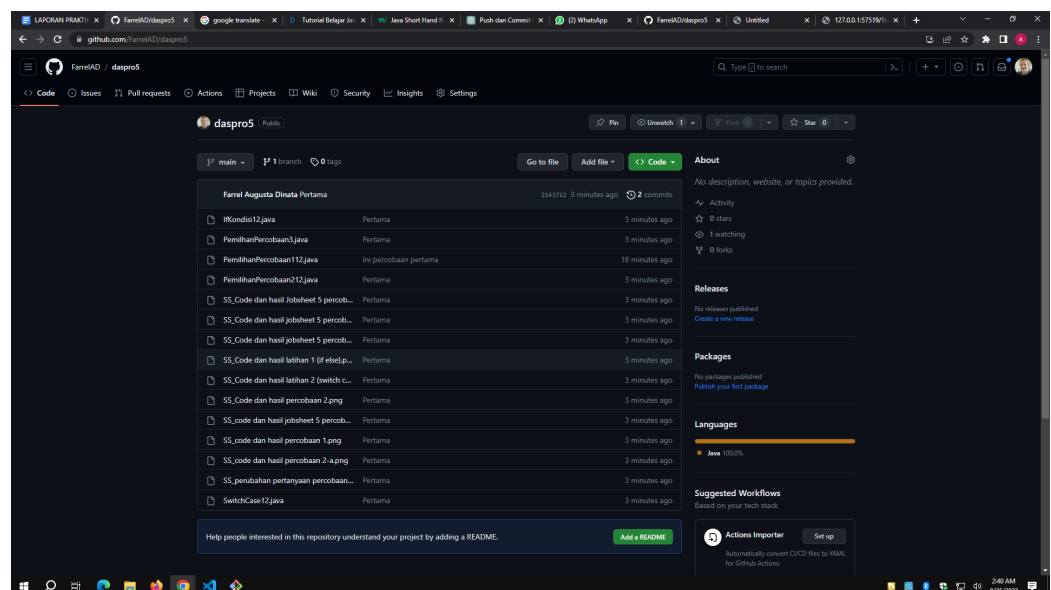 LAPORAN PRAKTI
FarrelAD/daspro5
google translate -
Tutorial Belajar Jav
Java Short Hand I
Push dan Commit
(2) WhatsApp
FarrelAD/daspro5
Untitled
127.0.0.1:57519/?c
github.com/FarrelAD/daspro5
FarrelAD / daspro5
Type / to search
Code
Issues
Pull requests
Actions
Projects
Wiki
Security
Insights
Settings
daspro5 Public
Pin
Unwatch 1
Fork 0
Star 0
main
1 branch
0 tags
Go to file
Add file
Code
Farrel Augusta Dinata Pertama
2143712 3 minutes ago
2 commits
IfKondisi12.java Pertama 3 minutes ago
PemilhanPercobaan3.java Pertama 3 minutes ago
PemilihanPercobaan112.java Ini percobaan pertama 18 minutes ago
PemilihanPercobaan212.java Pertama 3 minutes ago
SS_Code dan hasil Jobsheet 5 percob... Pertama 3 minutes ago
SS_Code dan hasil jobsheet 5 percob... Pertama 3 minutes ago
SS_Code dan hasil jobsheet 5 percob... Pertama 3 minutes ago
SS_Code dan hasil latihan 1 (if else).p... Pertama 3 minutes ago
SS_Code dan hasil latihan 2 (switch c... Pertama 3 minutes ago
SS_Code dan hasil percobaan 2.png Pertama 3 minutes ago
SS_code dan hasil jobsheet 5 percob... Pertama 3 minutes ago
SS_code dan hasil percobaan 1.png Pertama 3 minutes ago
SS_code dan hasil percobaan 2-a.png Pertama 3 minutes ago
SS_perubahan pertanyaan percobaan... Pertama 3 minutes ago
SwitchCase12.java Pertama 3 minutes ago
Help people interested in this repository understand your project by adding a README.
Add a README
About
No description, website, or topics provided.
Activity
0 stars
1 watching
0 forks
Releases
No releases published
Create a new release
Packages
No packages published
Publish your first package
Languages
Java 100.0%
Suggested Workflows
Based on your tech stack
Actions Importer
Set up
Automatically convert CI/CD files to YAML
for GitHub Actions.
2:40 AM